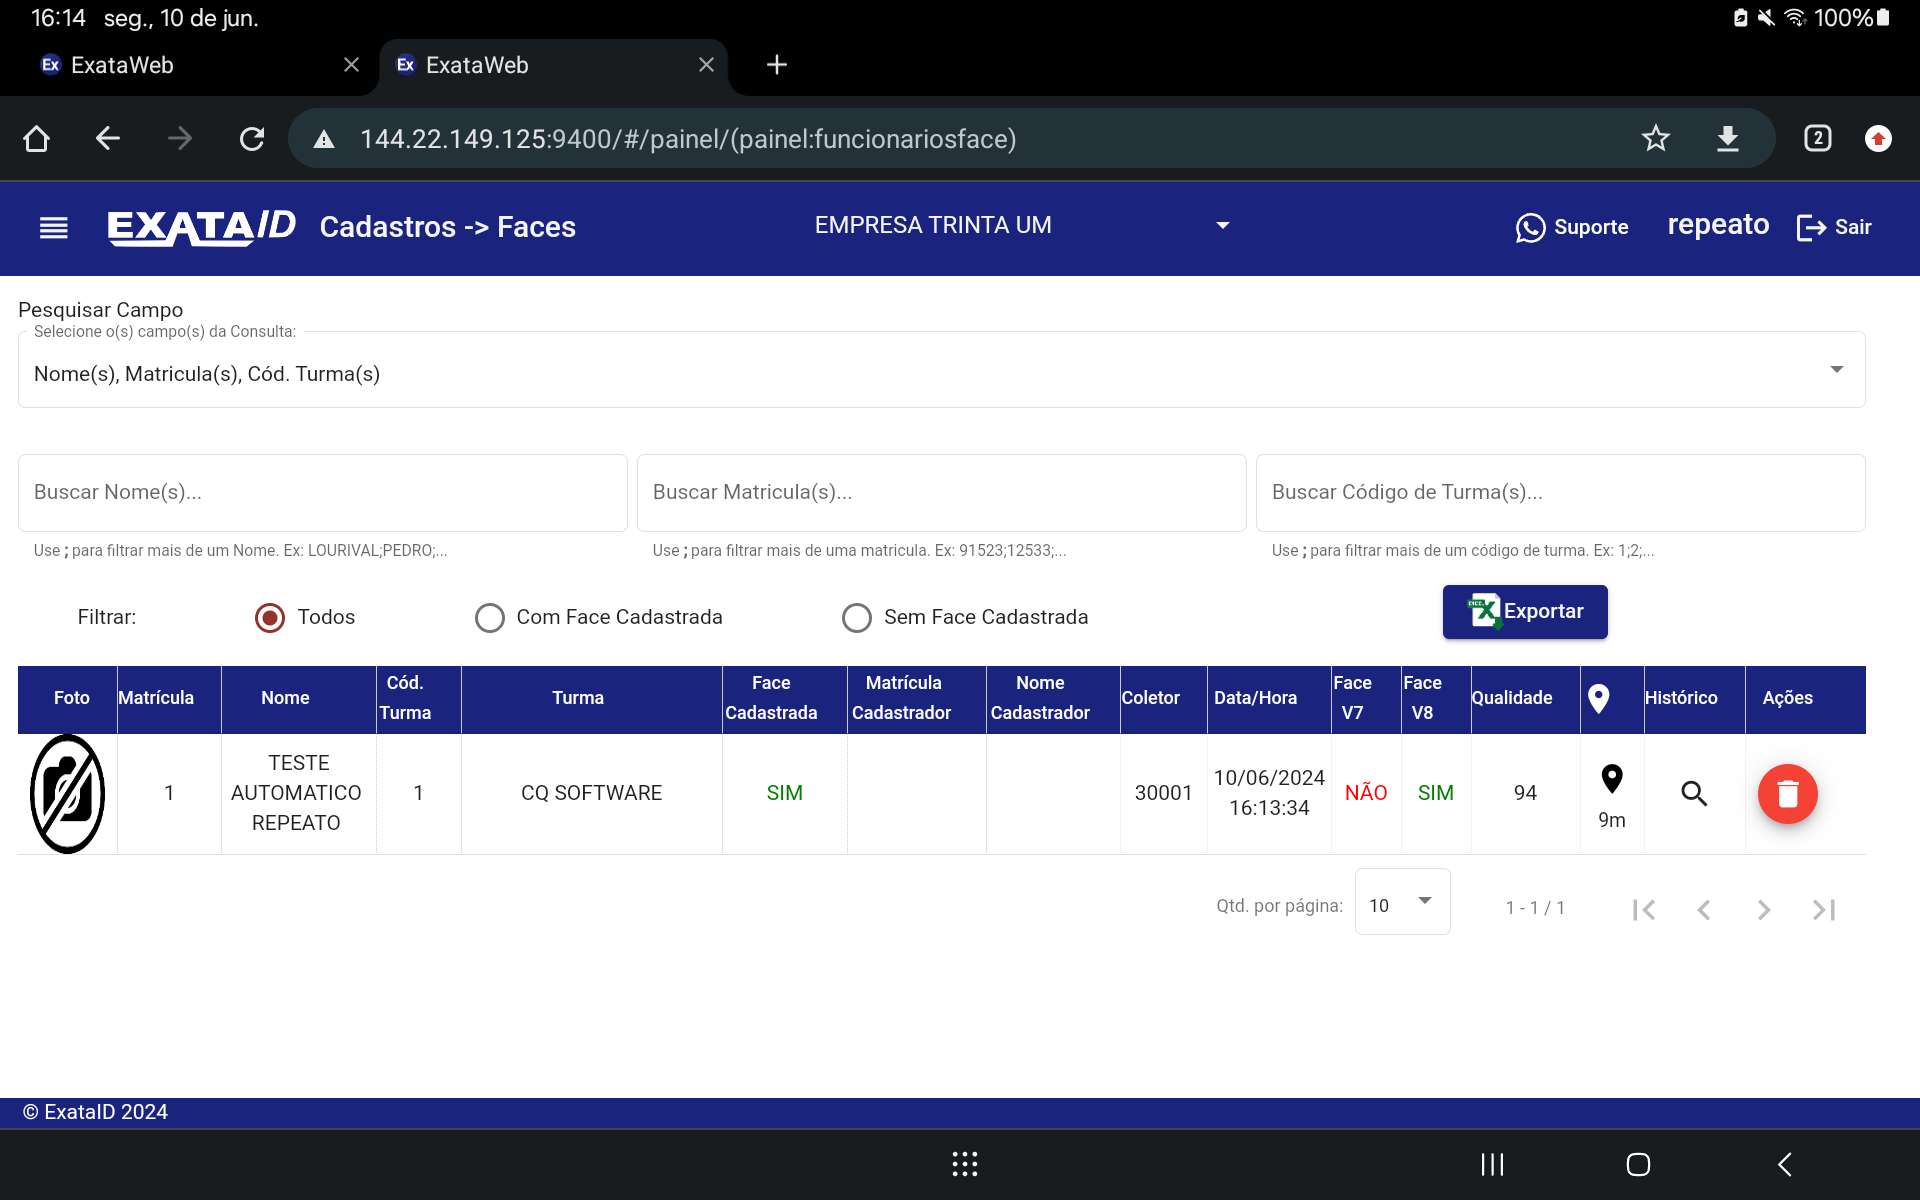 16:14 seg., 10 de jun.
100%
Ex ExataWeb
Ex ExataWeb
144.22.149.125:9400/#/painel/(painel:funcionariosface)
2
EXATAID Cadastros -> Faces EMPRESA TRINTA UM Suporte repeato Sair
Pesquisar Campo
Selecione o(s) campo(s) da Consulta:
Nome(s), Matricula(s), Cód. Turma(s)
Buscar Nome(s)... Buscar Matricula(s)... Buscar Código de Turma(s)...
Use ; para filtrar mais de um Nome. Ex: LOURIVAL;PEDRO;... Use ; para filtrar mais de uma matricula. Ex: 91523;12533;... Use ; para filtrar mais de um código de turma. Ex: 1;2;...
Filtrar: Todos Com Face Cadastrada Sem Face Cadastrada Exportar
Foto Matrícula Nome Cód. Turma Turma Face Cadastrada Matrícula Cadastrador Nome Cadastrador Coletor Data/Hora Face V7 Face V8 Qualidade Histórico Ações
1 TESTE AUTOMATICO REPEATO 1 CQ SOFTWARE SIM 30001 10/06/2024 16:13:34 NÃO SIM 94 9m
Qtd. por página: 10 1 - 1 / 1
© ExataID 2024